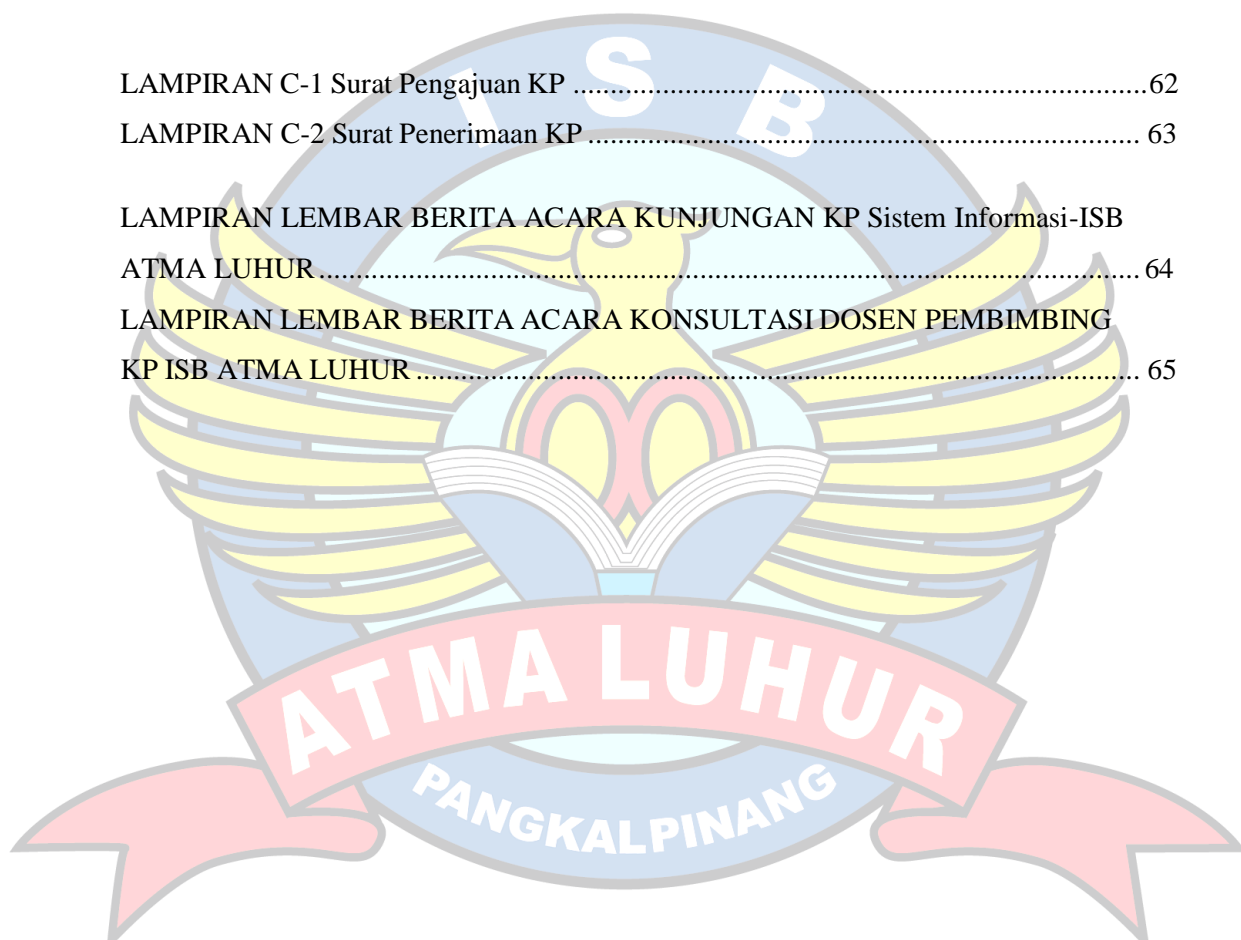 LAMPIRAN C-1 Surat Pengajuan KP ............................................................................. 62
LAMPIRAN C-2 Surat Penerimaan KP .......................................................................... 63
LAMPIRAN LEMBAR BERITA ACARA KUNJUNGAN KP Sistem Informasi-ISB
ATMA LUHUR.............................................................................................................. 64
LAMPIRAN LEMBAR BERITA ACARA KONSULTASI DOSEN PEMBIMBING
KP ISB ATMA LUHUR ................................................................................................. 65
I S B
ATMA LUHUR
PANGKALPINANG